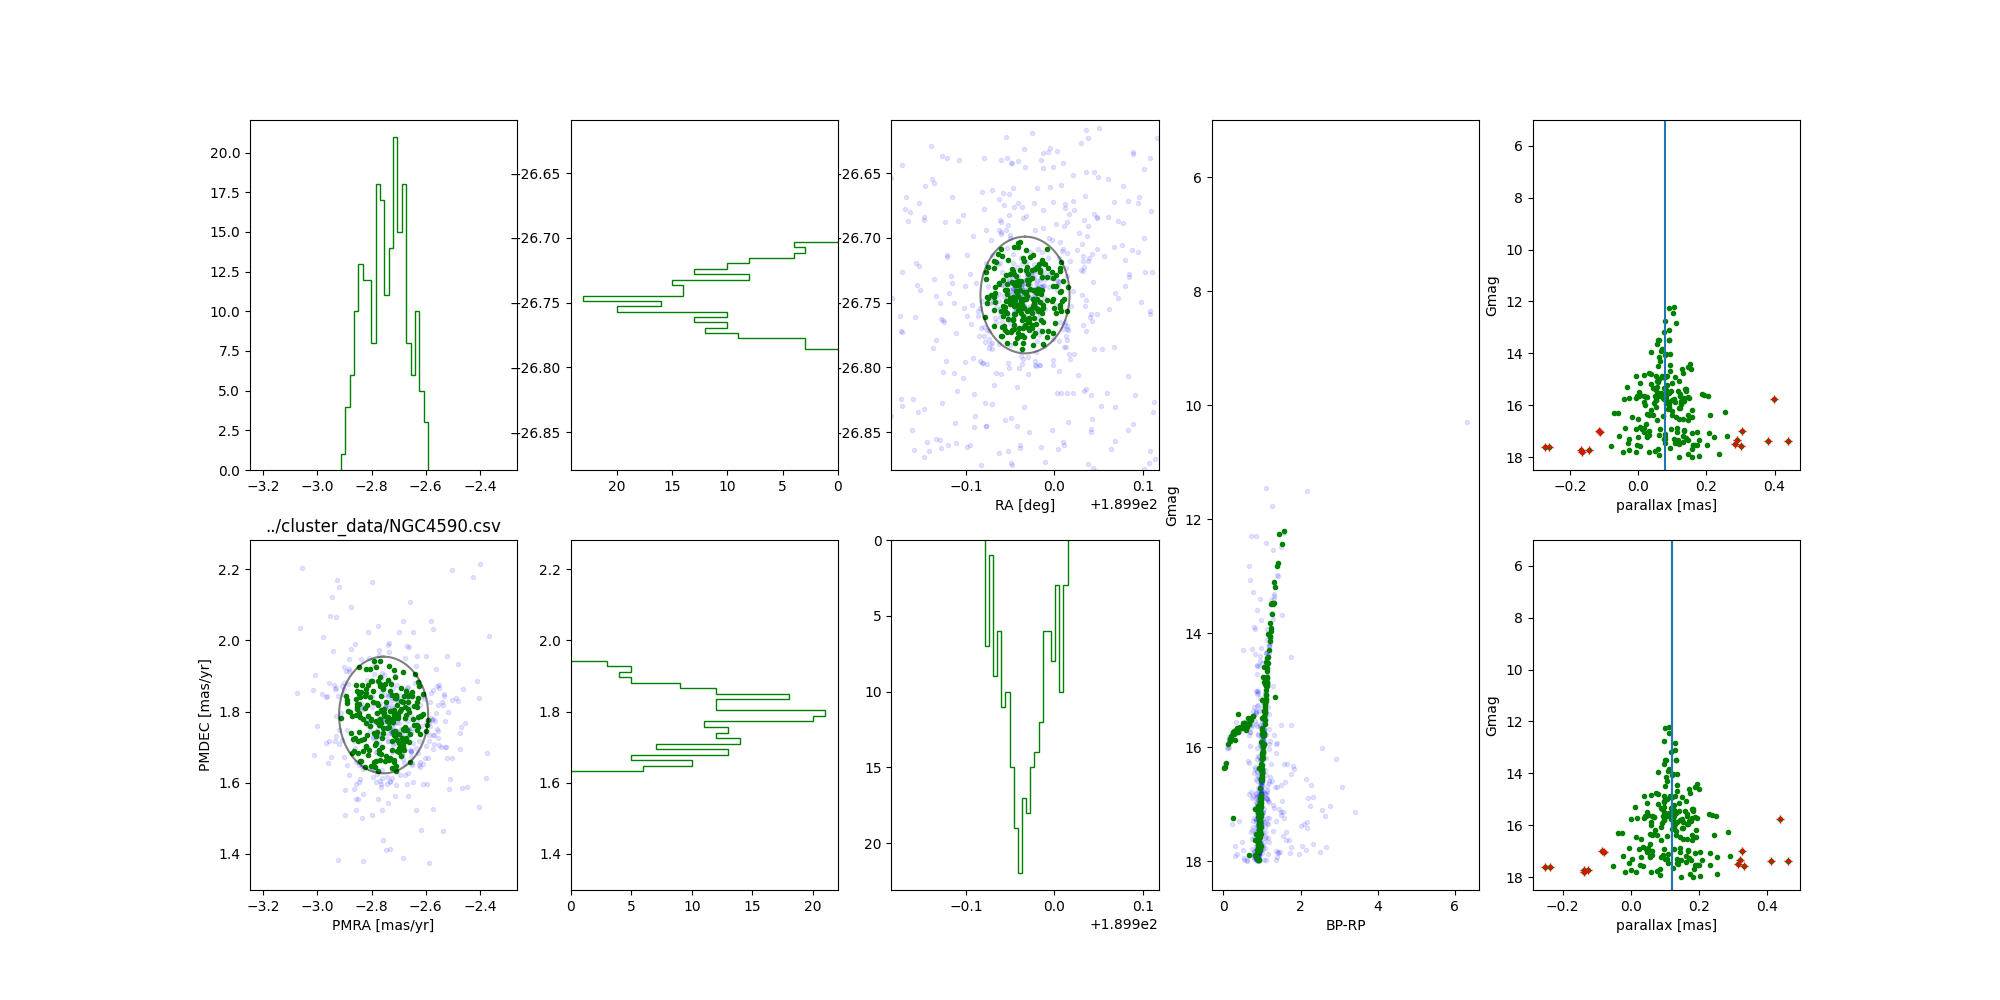 20.0
17.5
15.0
12.5
10.0
7.5
5.0
2.5
0.0
−3.2 −3.0 −2.8 −2.6 −2.4
−26.65
−26.70
−26.75
−26.80
−26.85
20 15 10 5 0
−26.65
−26.70
−26.75
−26.80
−26.85
−0.1 0.0 0.1
RA [deg]
+1.899e2
6
8
10
12
14
16
18
Gmag
0 2 4 6
BP-RP
6
8
10
12
14
16
18
Gmag
−0.2 0.0 0.2 0.4
parallax [mas]
../cluster_data/NGC4590.csv
2.2
2.0
1.8
1.6
1.4
PMDEC [mas/yr]
−3.2 −3.0 −2.8 −2.6 −2.4
PMRA [mas/yr]
2.2
2.0
1.8
1.6
1.4
0 5 10 15 20
0
5
10
15
20
−0.1 0.0 0.1
+1.899e2
6
8
10
12
14
16
18
Gmag
−0.2 0.0 0.2 0.4
parallax [mas]